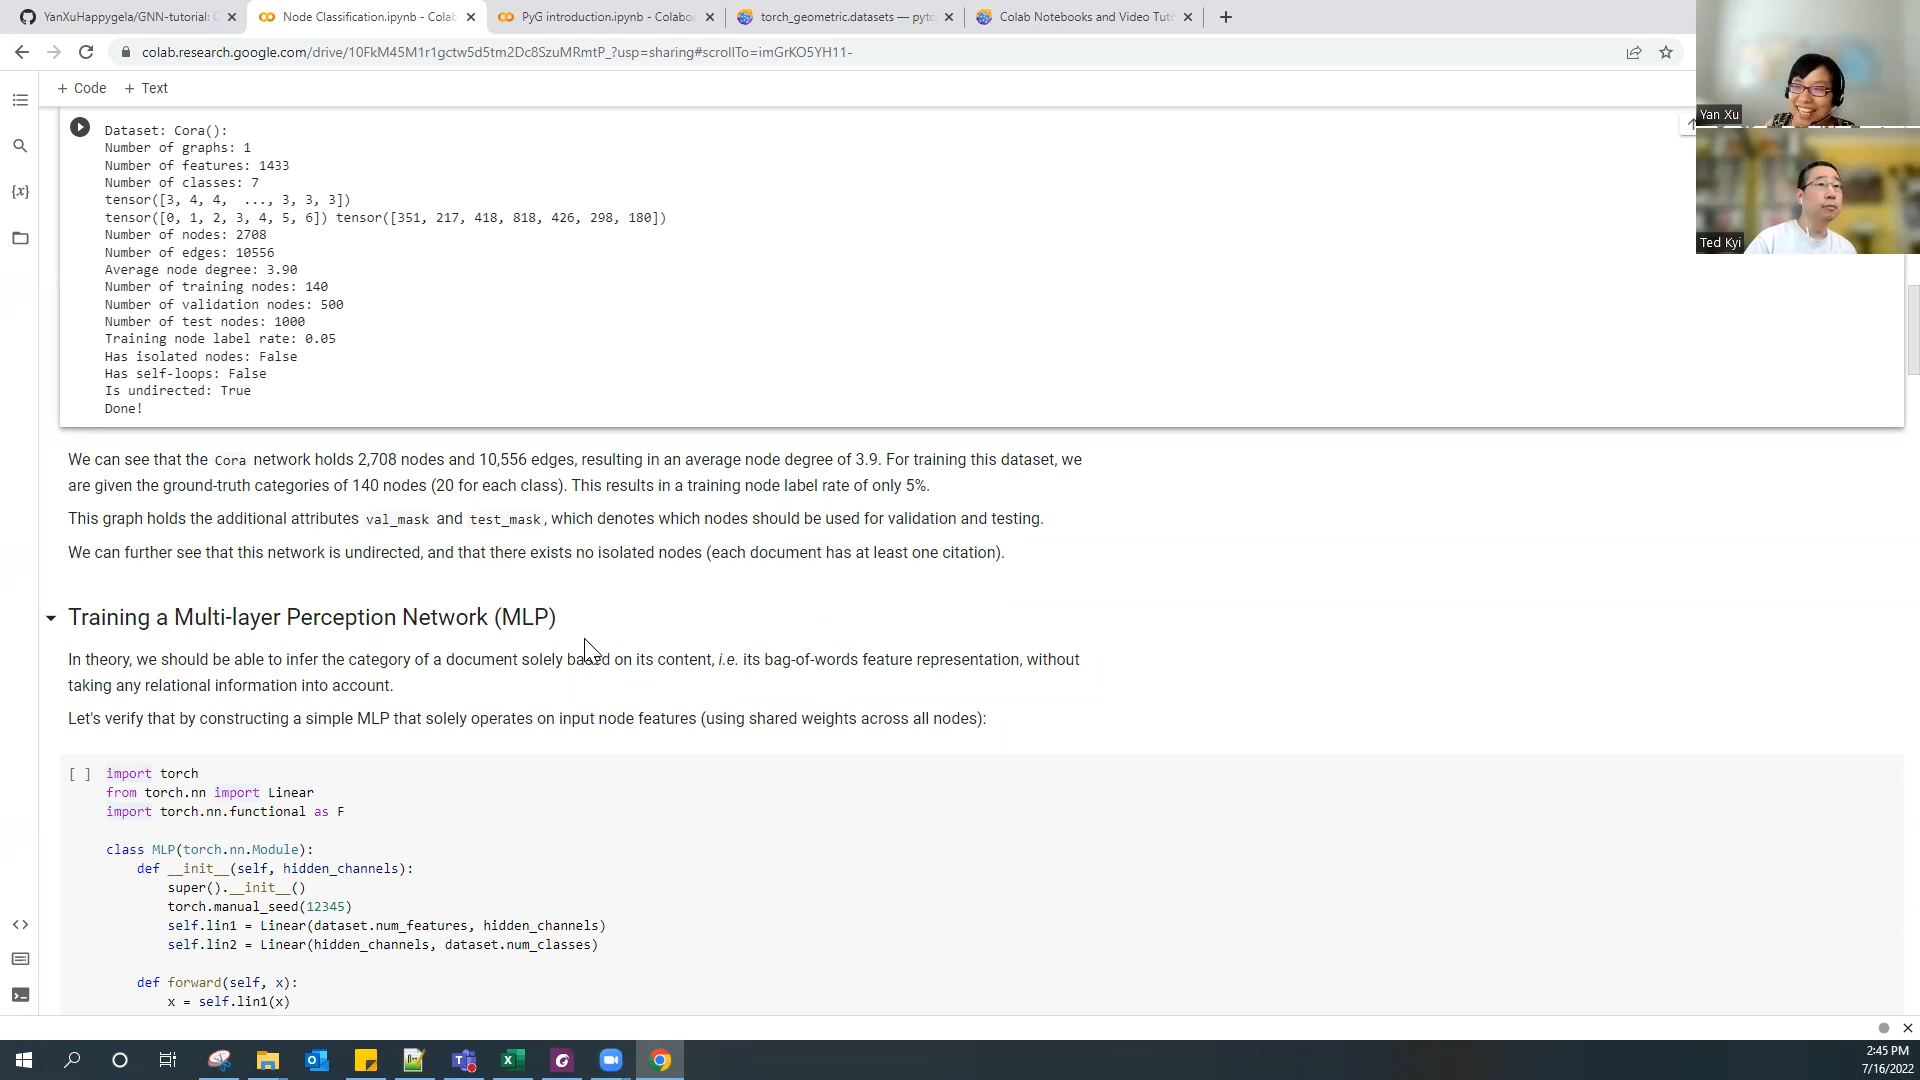 YanXuHappygela/GNN-tutorial: C
Node Classification.ipynb - Colab
PyG introduction.ipynb - Colabo
torch_geometric.datasets — pyto
Colab Notebooks and Video Tuto
colab.research.google.com/drive/10FkM45M1r1gctw5d5tm2Dc8SzuMRmtP_?usp=sharing#scrollTo=imGrKO5YH11-
+ Code + Text
Yan Xu
Ted Kyi
Dataset: Cora():
Number of graphs: 1
Number of features: 1433
Number of classes: 7
tensor([3, 4, 4,  ..., 3, 3, 3])
tensor([0, 1, 2, 3, 4, 5, 6]) tensor([351, 217, 418, 818, 426, 298, 180])
Number of nodes: 2708
Number of edges: 10556
Average node degree: 3.90
Number of training nodes: 140
Number of validation nodes: 500
Number of test nodes: 1000
Training node label rate: 0.05
Has isolated nodes: False
Has self-loops: False
Is undirected: True
Done!
We can see that the Cora network holds 2,708 nodes and 10,556 edges, resulting in an average node degree of 3.9. For training this dataset, we
are given the ground-truth categories of 140 nodes (20 for each class). This results in a training node label rate of only 5%.
This graph holds the additional attributes val_mask and test_mask, which denotes which nodes should be used for validation and testing.
We can further see that this network is undirected, and that there exists no isolated nodes (each document has at least one citation).
Training a Multi-layer Perception Network (MLP)
In theory, we should be able to infer the category of a document solely based on its content, i.e. its bag-of-words feature representation, without
taking any relational information into account.
Let's verify that by constructing a simple MLP that solely operates on input node features (using shared weights across all nodes):
[ ] import torch
from torch.nn import Linear
import torch.nn.functional as F
class MLP(torch.nn.Module):
def __init__(self, hidden_channels):
super().__init__()
torch.manual_seed(12345)
self.lin1 = Linear(dataset.num_features, hidden_channels)
self.lin2 = Linear(hidden_channels, dataset.num_classes)
def forward(self, x):
x = self.lin1(x)
2:45 PM
7/16/2022